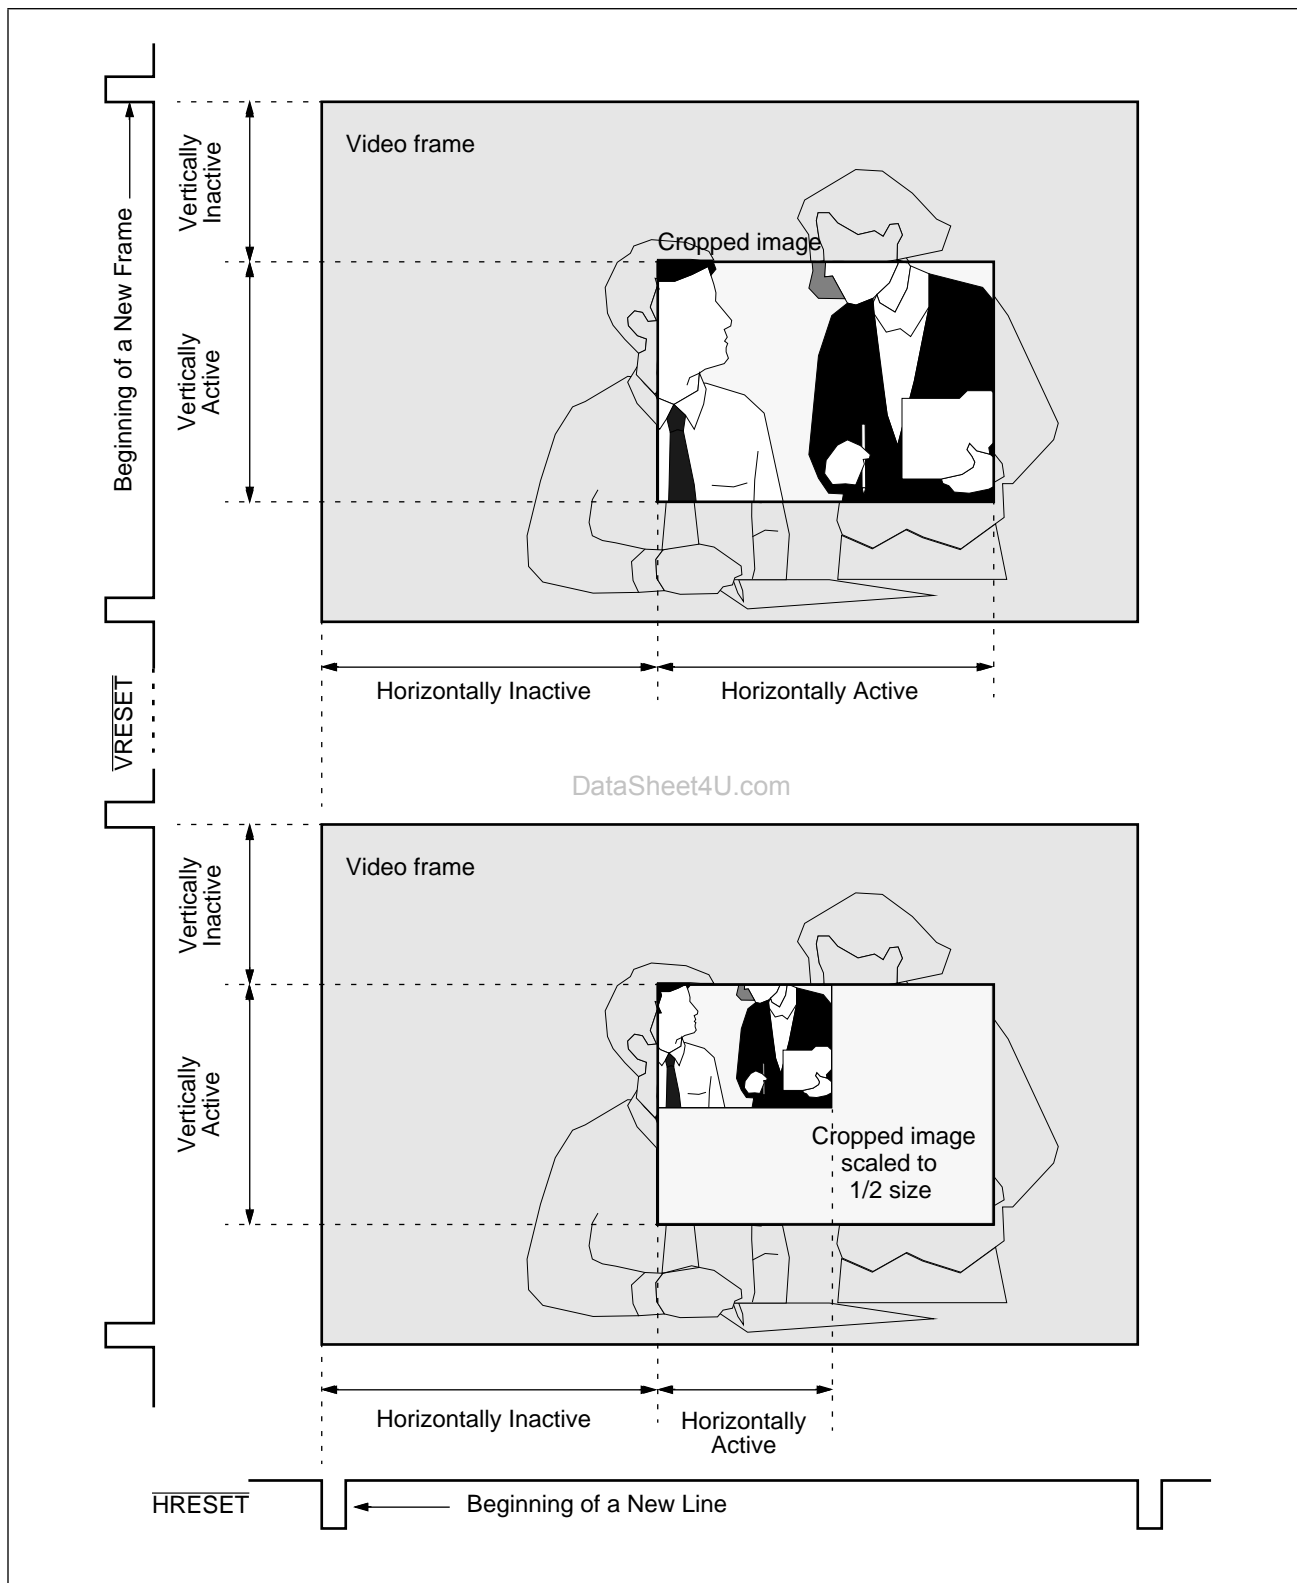 Beginning of a New Frame
Vertically
Inactive
Video frame
Cropped image
Vertically
Active
Horizontally Inactive
Horizontally Active
VRESET
DataSheet4U.com
Vertically
Inactive
Video frame
Vertically
Active
Cropped image
scaled to
1/2 size
Horizontally Inactive
Horizontally
Active
HRESET
Beginning of a New Line